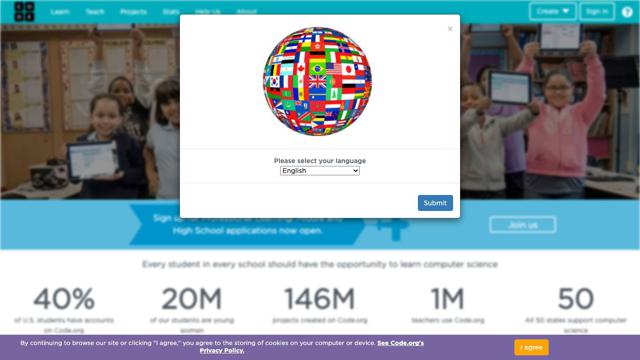 Learn Teach Projects Stats Help Us About Create Sign in ?
×
Please select your language
English
Submit
Sign up for Professional Learning! Middle and
High School applications now open.
Join us
Every student in every school should have the opportunity to learn computer science
40% 20M 146M 1M 50
of U.S. students have accounts
on Code.org
of our students are young
women
projects created on Code.org
teachers use Code.org
All 50 states support computer
science
By continuing to browse our site or clicking "I agree," you agree to the storing of cookies on your computer or device. See Code.org's
Privacy Policy.
I agree